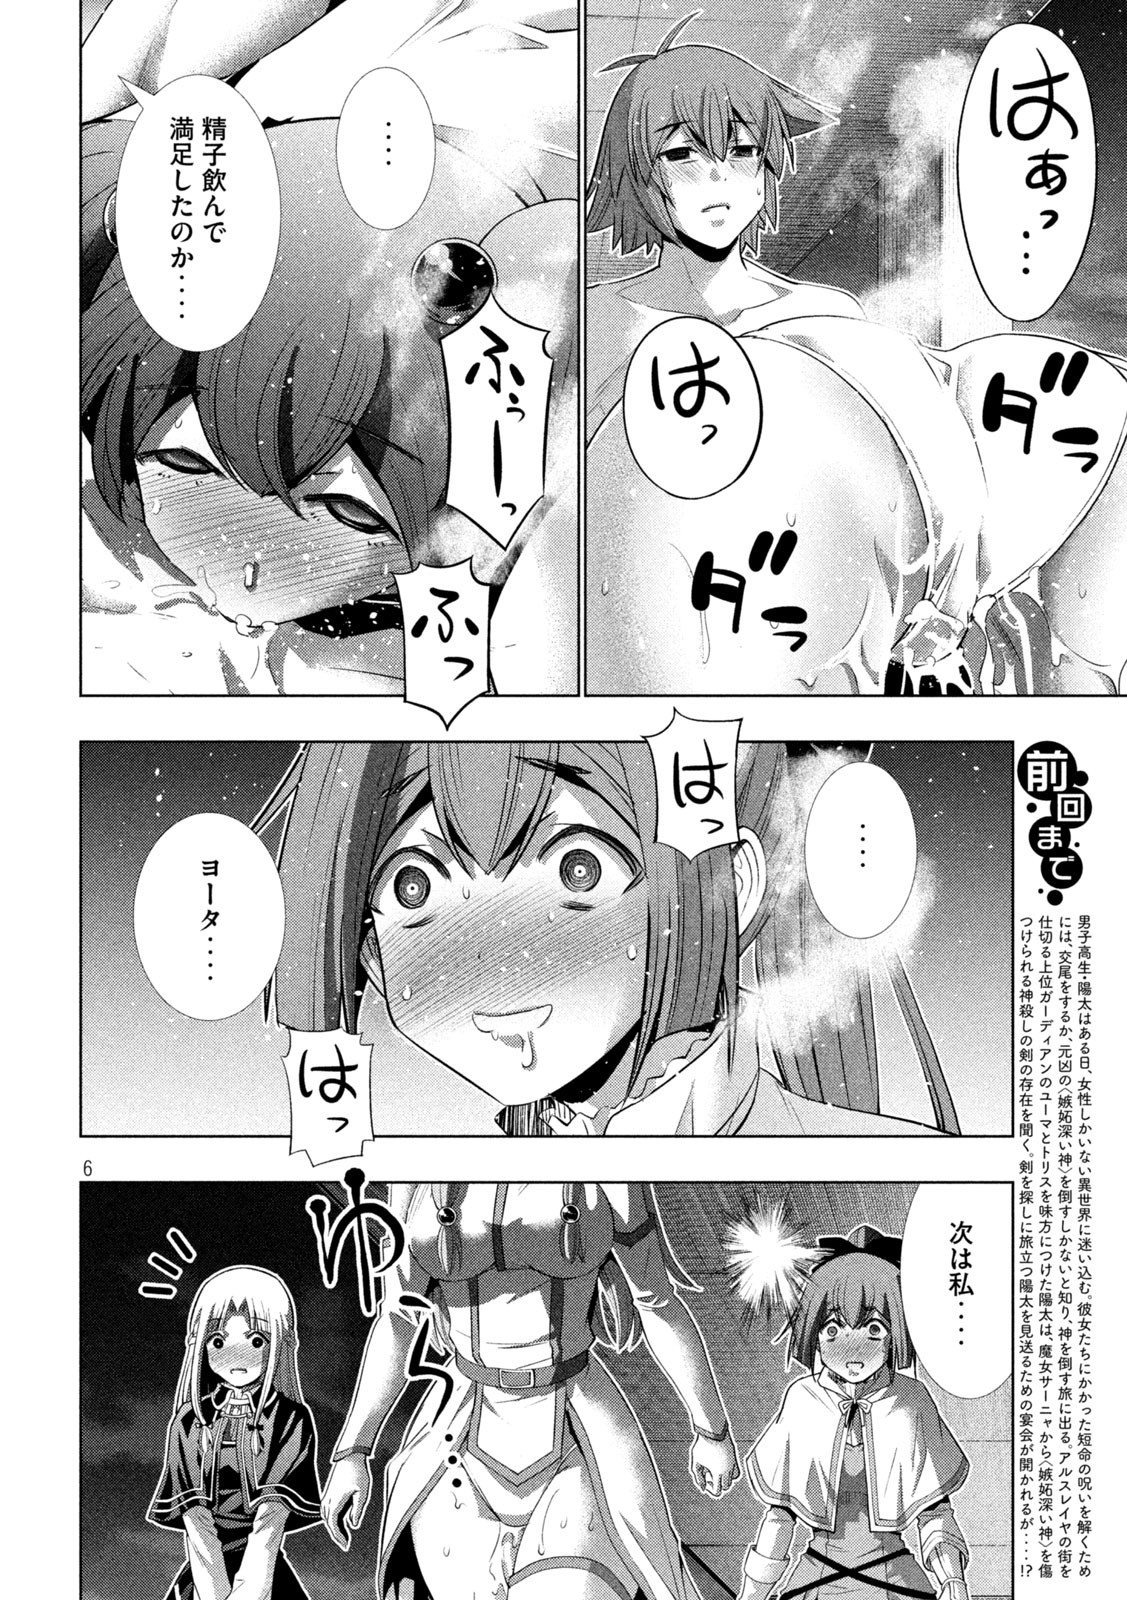 はぁっ・・・
はっ
ダラ
ダラ
・・・・
精子飲んで
満足したのか・・・・
ふぅーっ
ふっ
前回まで
男子高生・陽太はある日、女性しかいない異世界に迷い込む。彼女たちにかかった短命の呪いを解くため
には、交尾をするか、元凶の〈嫉妬深い神〉を倒すしかないと知り、神を倒す旅に出る。アルスレイヤの街を
仕切る上位ガーディアンのユーマとトリスを味方につけた陽太は、魔女サーニャから〈嫉妬深い神〉を傷
つけられる神殺しの剣の存在を聞く。剣を探しに旅立つ陽太を見送るための宴会が開かれるが・・・・!?
・・・
はっ
ヨータ・・・・
はっ
6
次は私・・・・
ゆらり・・・